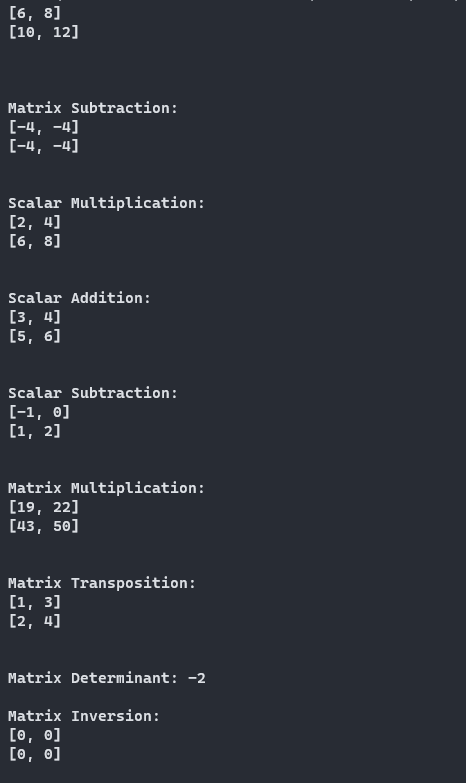 [6, 8]
[10, 12]
Matrix Subtraction:
[-4, -4]
[-4, -4]
Scalar Multiplication:
[2, 4]
[6, 8]
Scalar Addition:
[3, 4]
[5, 6]
Scalar Subtraction:
[-1, 0]
[1, 2]
Matrix Multiplication:
[19, 22]
[43, 50]
Matrix Transposition:
[1, 3]
[2, 4]
Matrix Determinant: -2
Matrix Inversion:
[0, 0]
[0, 0]